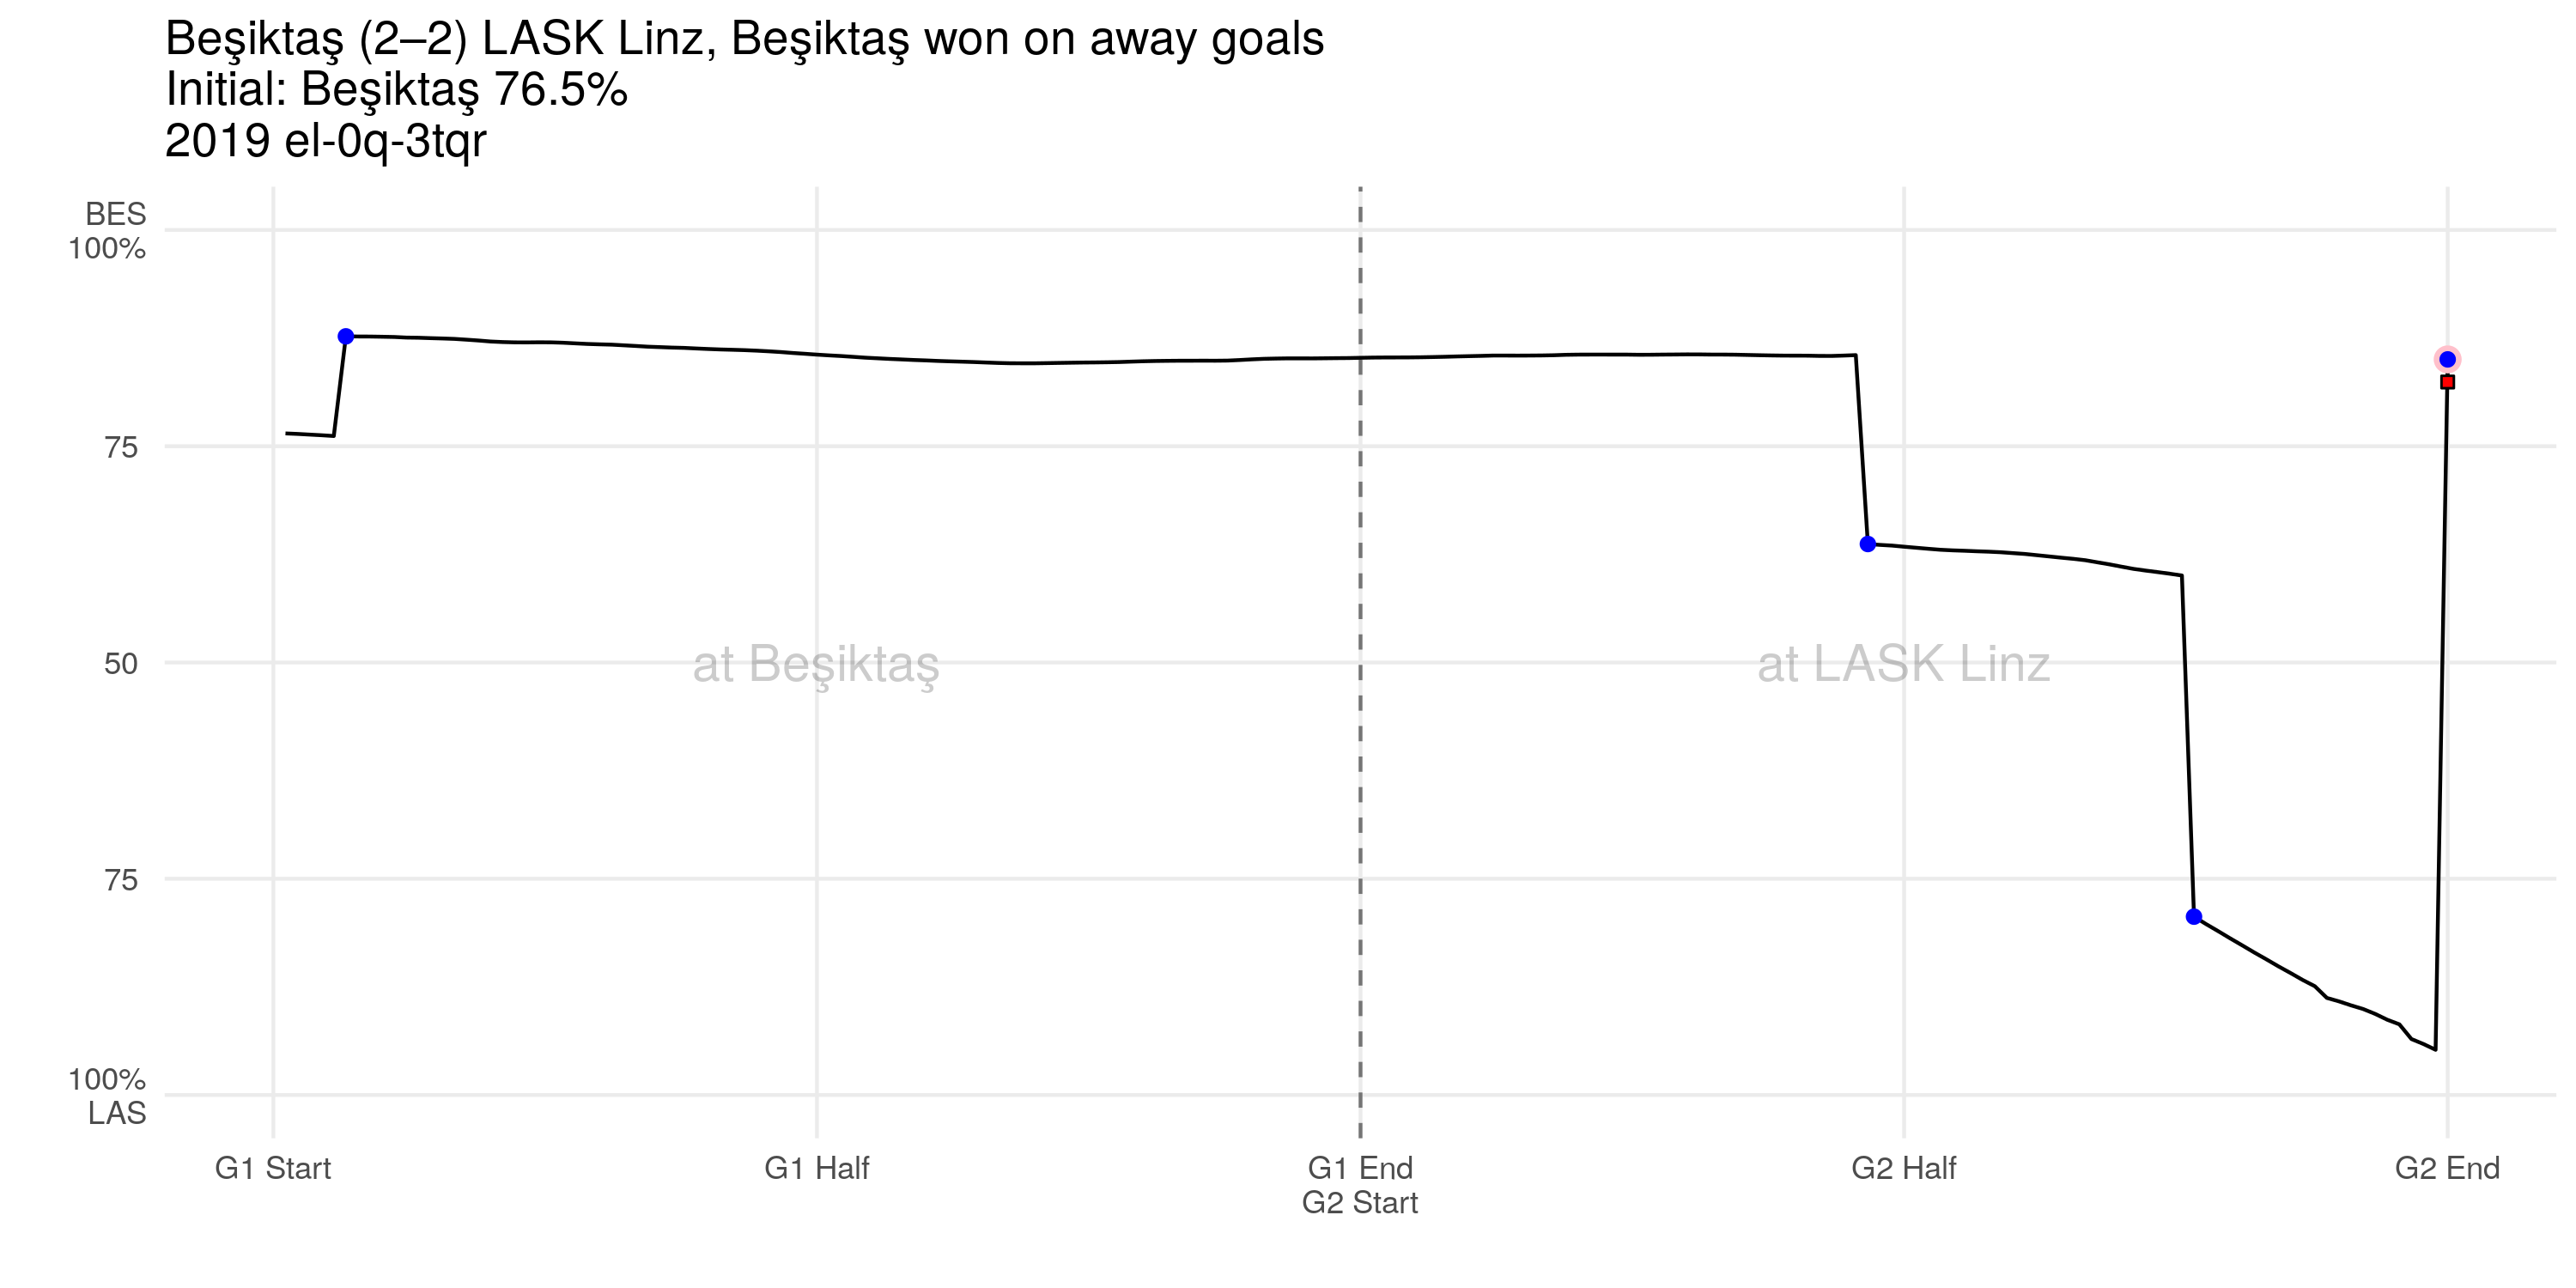 Beşiktaş (2–2) LASK Linz, Beşiktaş won on away goals
Initial: Beşiktaş 76.5%
2019 el-0q-3tqr
BES
100%
75
50
75
100%
LAS
at Beşiktaş
at LASK Linz
G1 Start
G1 Half
G1 End
G2 Start
G2 Half
G2 End